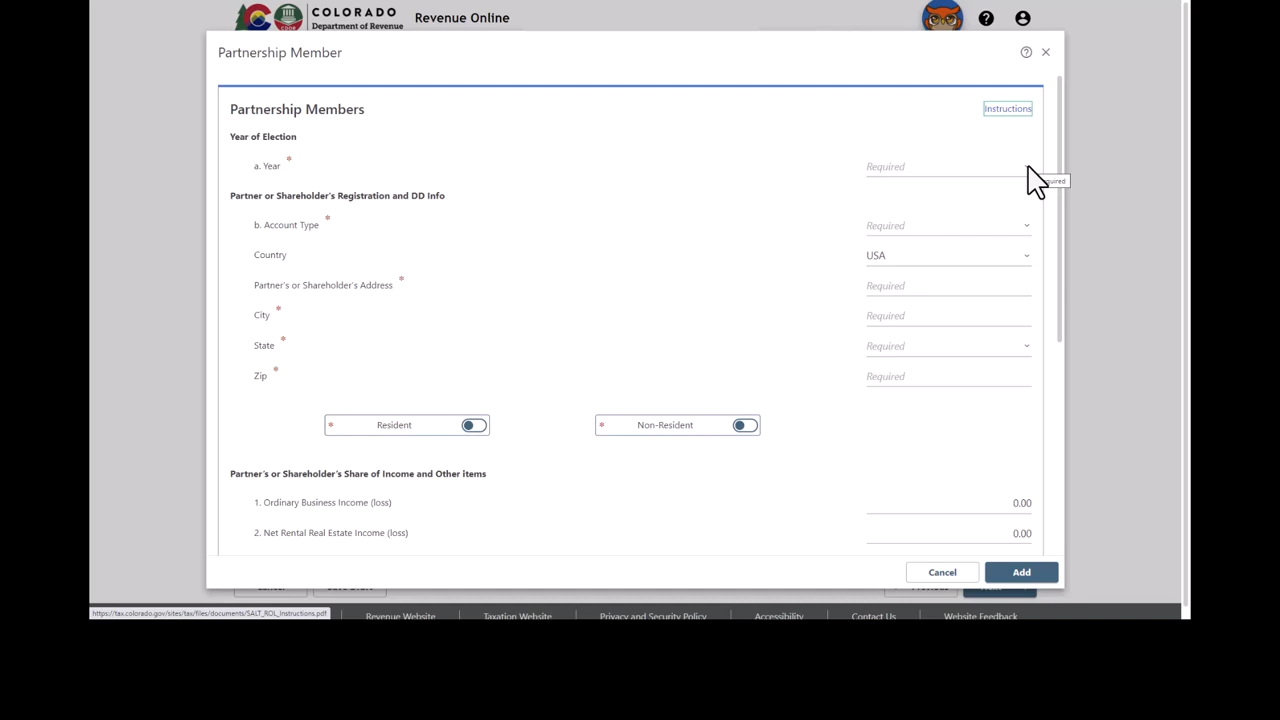 COLORADO
Department of Revenue
Revenue Online
CDOR
Partnership Member
Partnership Members
Instructions
Year of Election
a. Year *
Required
Partner or Shareholder's Registration and DD Info
b. Account Type *
Required
Country
USA
Partner's or Shareholder's Address *
Required
City *
Required
State *
Required
Zip *
Required
* Resident
* Non-Resident
Partner's or Shareholder's Share of Income and Other items
1. Ordinary Business Income (loss)
0.00
2. Net Rental Real Estate Income (loss)
0.00
Cancel
Add
https://tax.colorado.gov/sites/tax/files/documents/SALT_ROL_Instructions.pdf
Revenue Website
Taxation Website
Privacy and Security Policy
Accessibility
Contact Us
Website Feedback